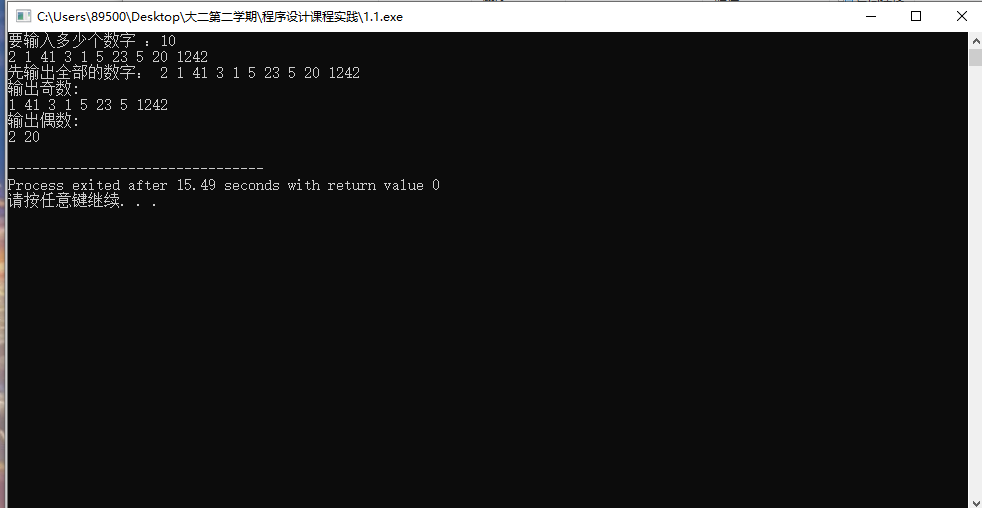 C:\Users\89500\Desktop\大二第二学期\程序设计课程实践\1.1.exe
要输入多少个数字 : 10
2 1 41 3 1 5 23 5 20 1242
先输出全部的数字: 2 1 41 3 1 5 23 5 20 1242
输出奇数:
1 41 3 1 5 23 5 1242
输出偶数:
2 20
--------------------------------
Process exited after 15.49 seconds with return value 0
请按任意键继续. . .